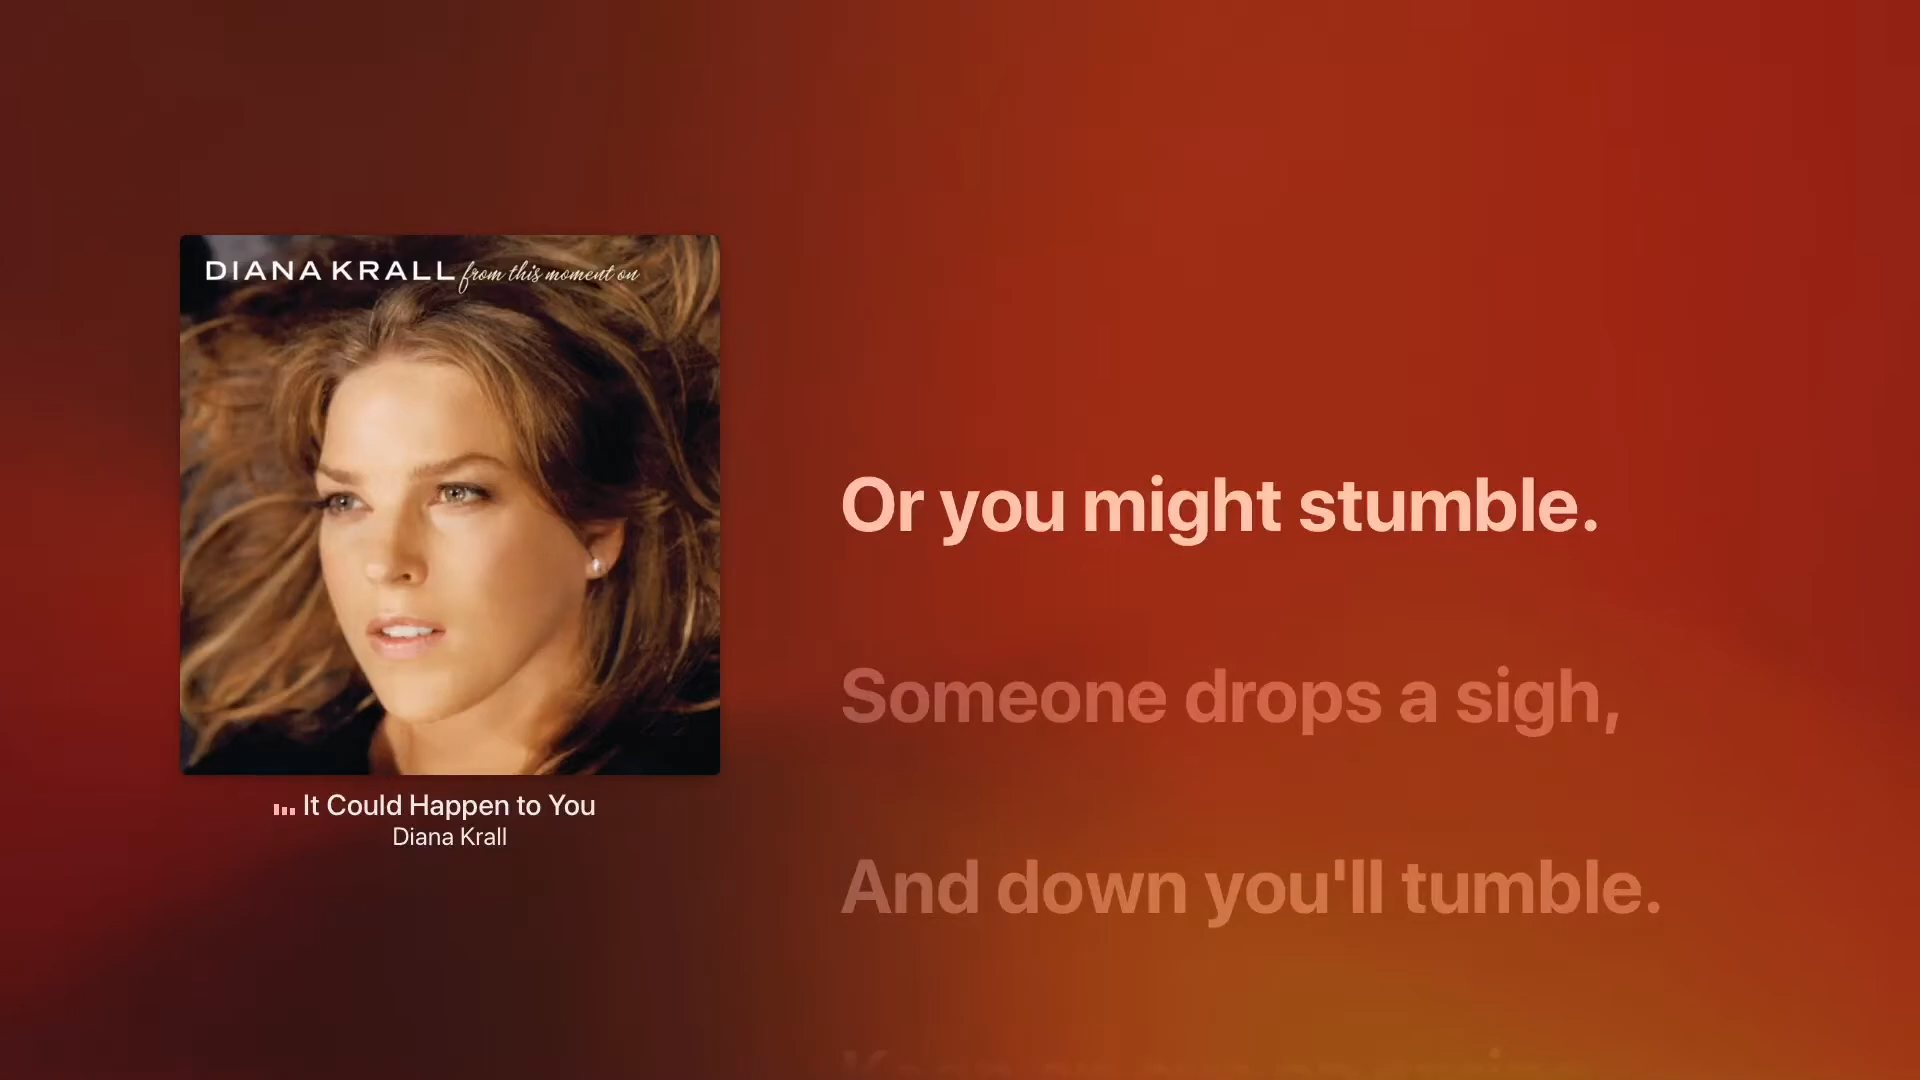 DIANA KRALL from this moment on
It Could Happen to You
Diana Krall
Or you might stumble.
Someone drops a sigh,
And down you'll tumble.